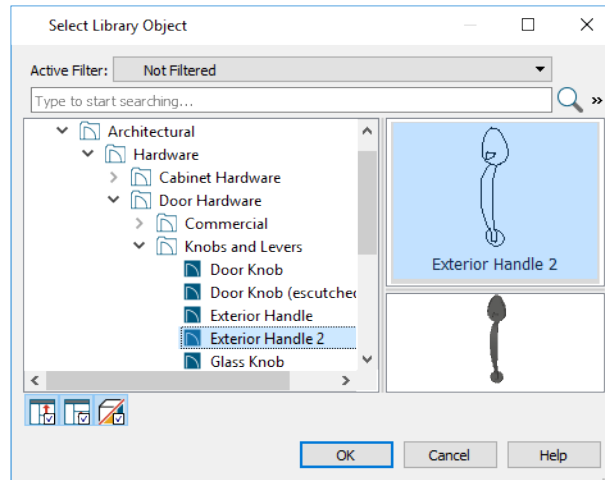 Select Library Object
Active Filter: Not Filtered
Type to start searching...
»
Architectural
Hardware
Cabinet Hardware
Door Hardware
Commercial
Knobs and Levers
Door Knob
Door Knob (escutched
Exterior Handle
Exterior Handle 2
Glass Knob
Exterior Handle 2
OK Cancel Help